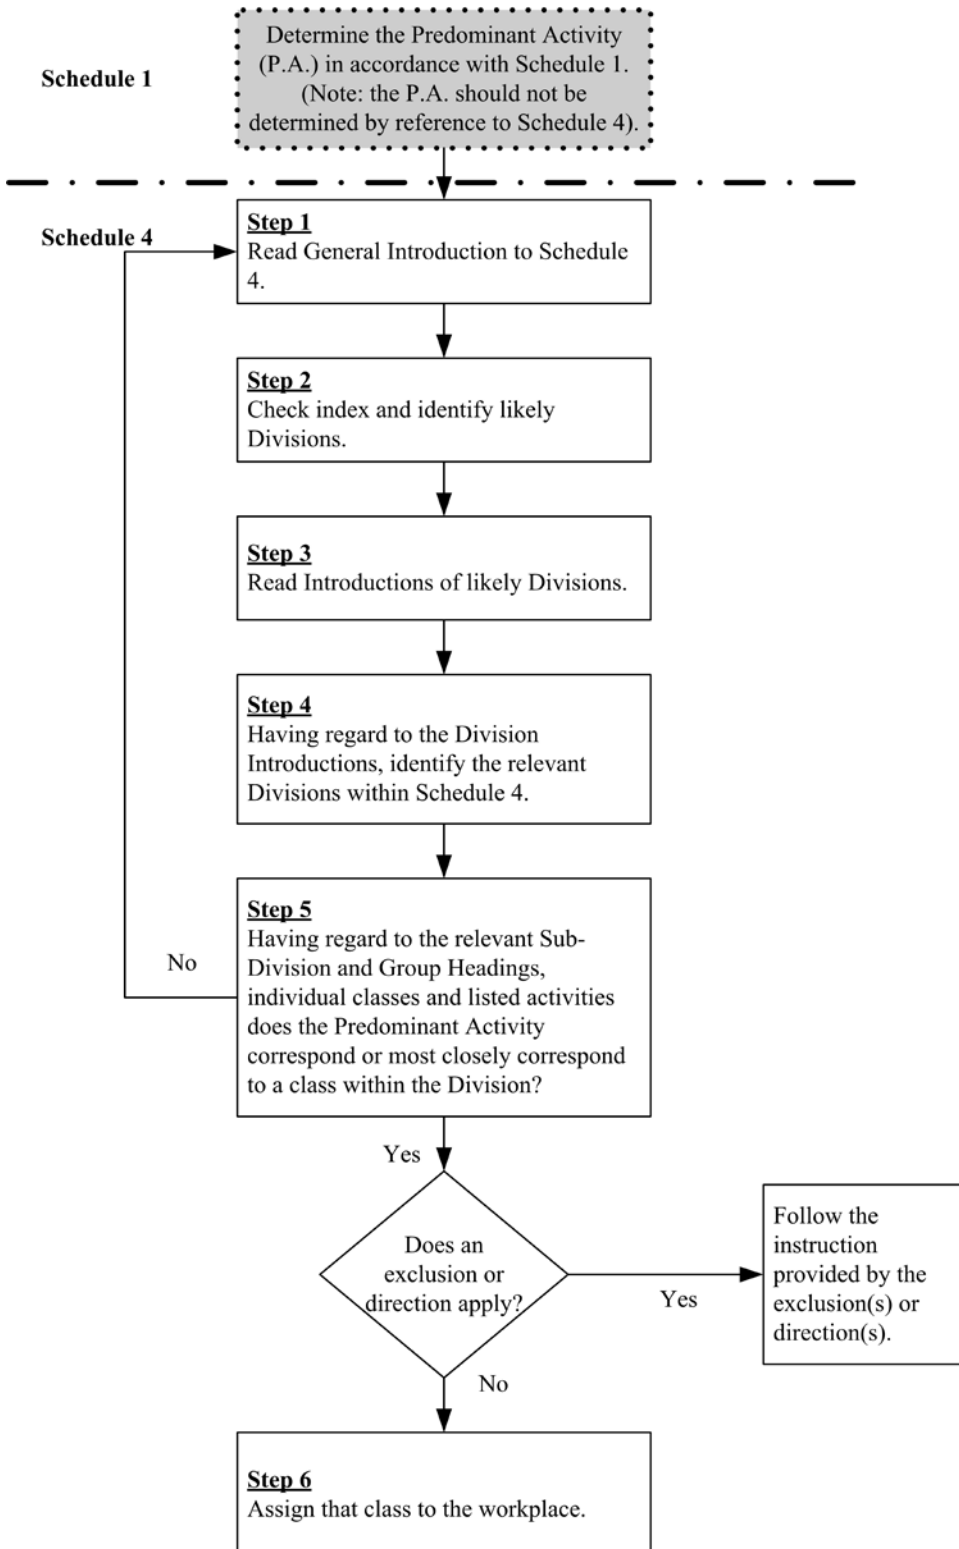 Schedule 1
Determine the Predominant Activity
(P.A.) in accordance with Schedule 1.
(Note: the P.A. should not be
determined by reference to Schedule 4).
Schedule 4
Step 1
Read General Introduction to Schedule
4.
Step 2
Check index and identify likely
Divisions.
Step 3
Read Introductions of likely Divisions.
Step 4
Having regard to the Division
Introductions, identify the relevant
Divisions within Schedule 4.
Step 5
Having regard to the relevant Sub-
Division and Group Headings,
individual classes and listed activities
does the Predominant Activity
correspond or most closely correspond
to a class within the Division?
No
Yes
Does an
exclusion or
direction apply?
Yes
Follow the
instruction
provided by the
exclusion(s) or
direction(s).
No
Step 6
Assign that class to the workplace.